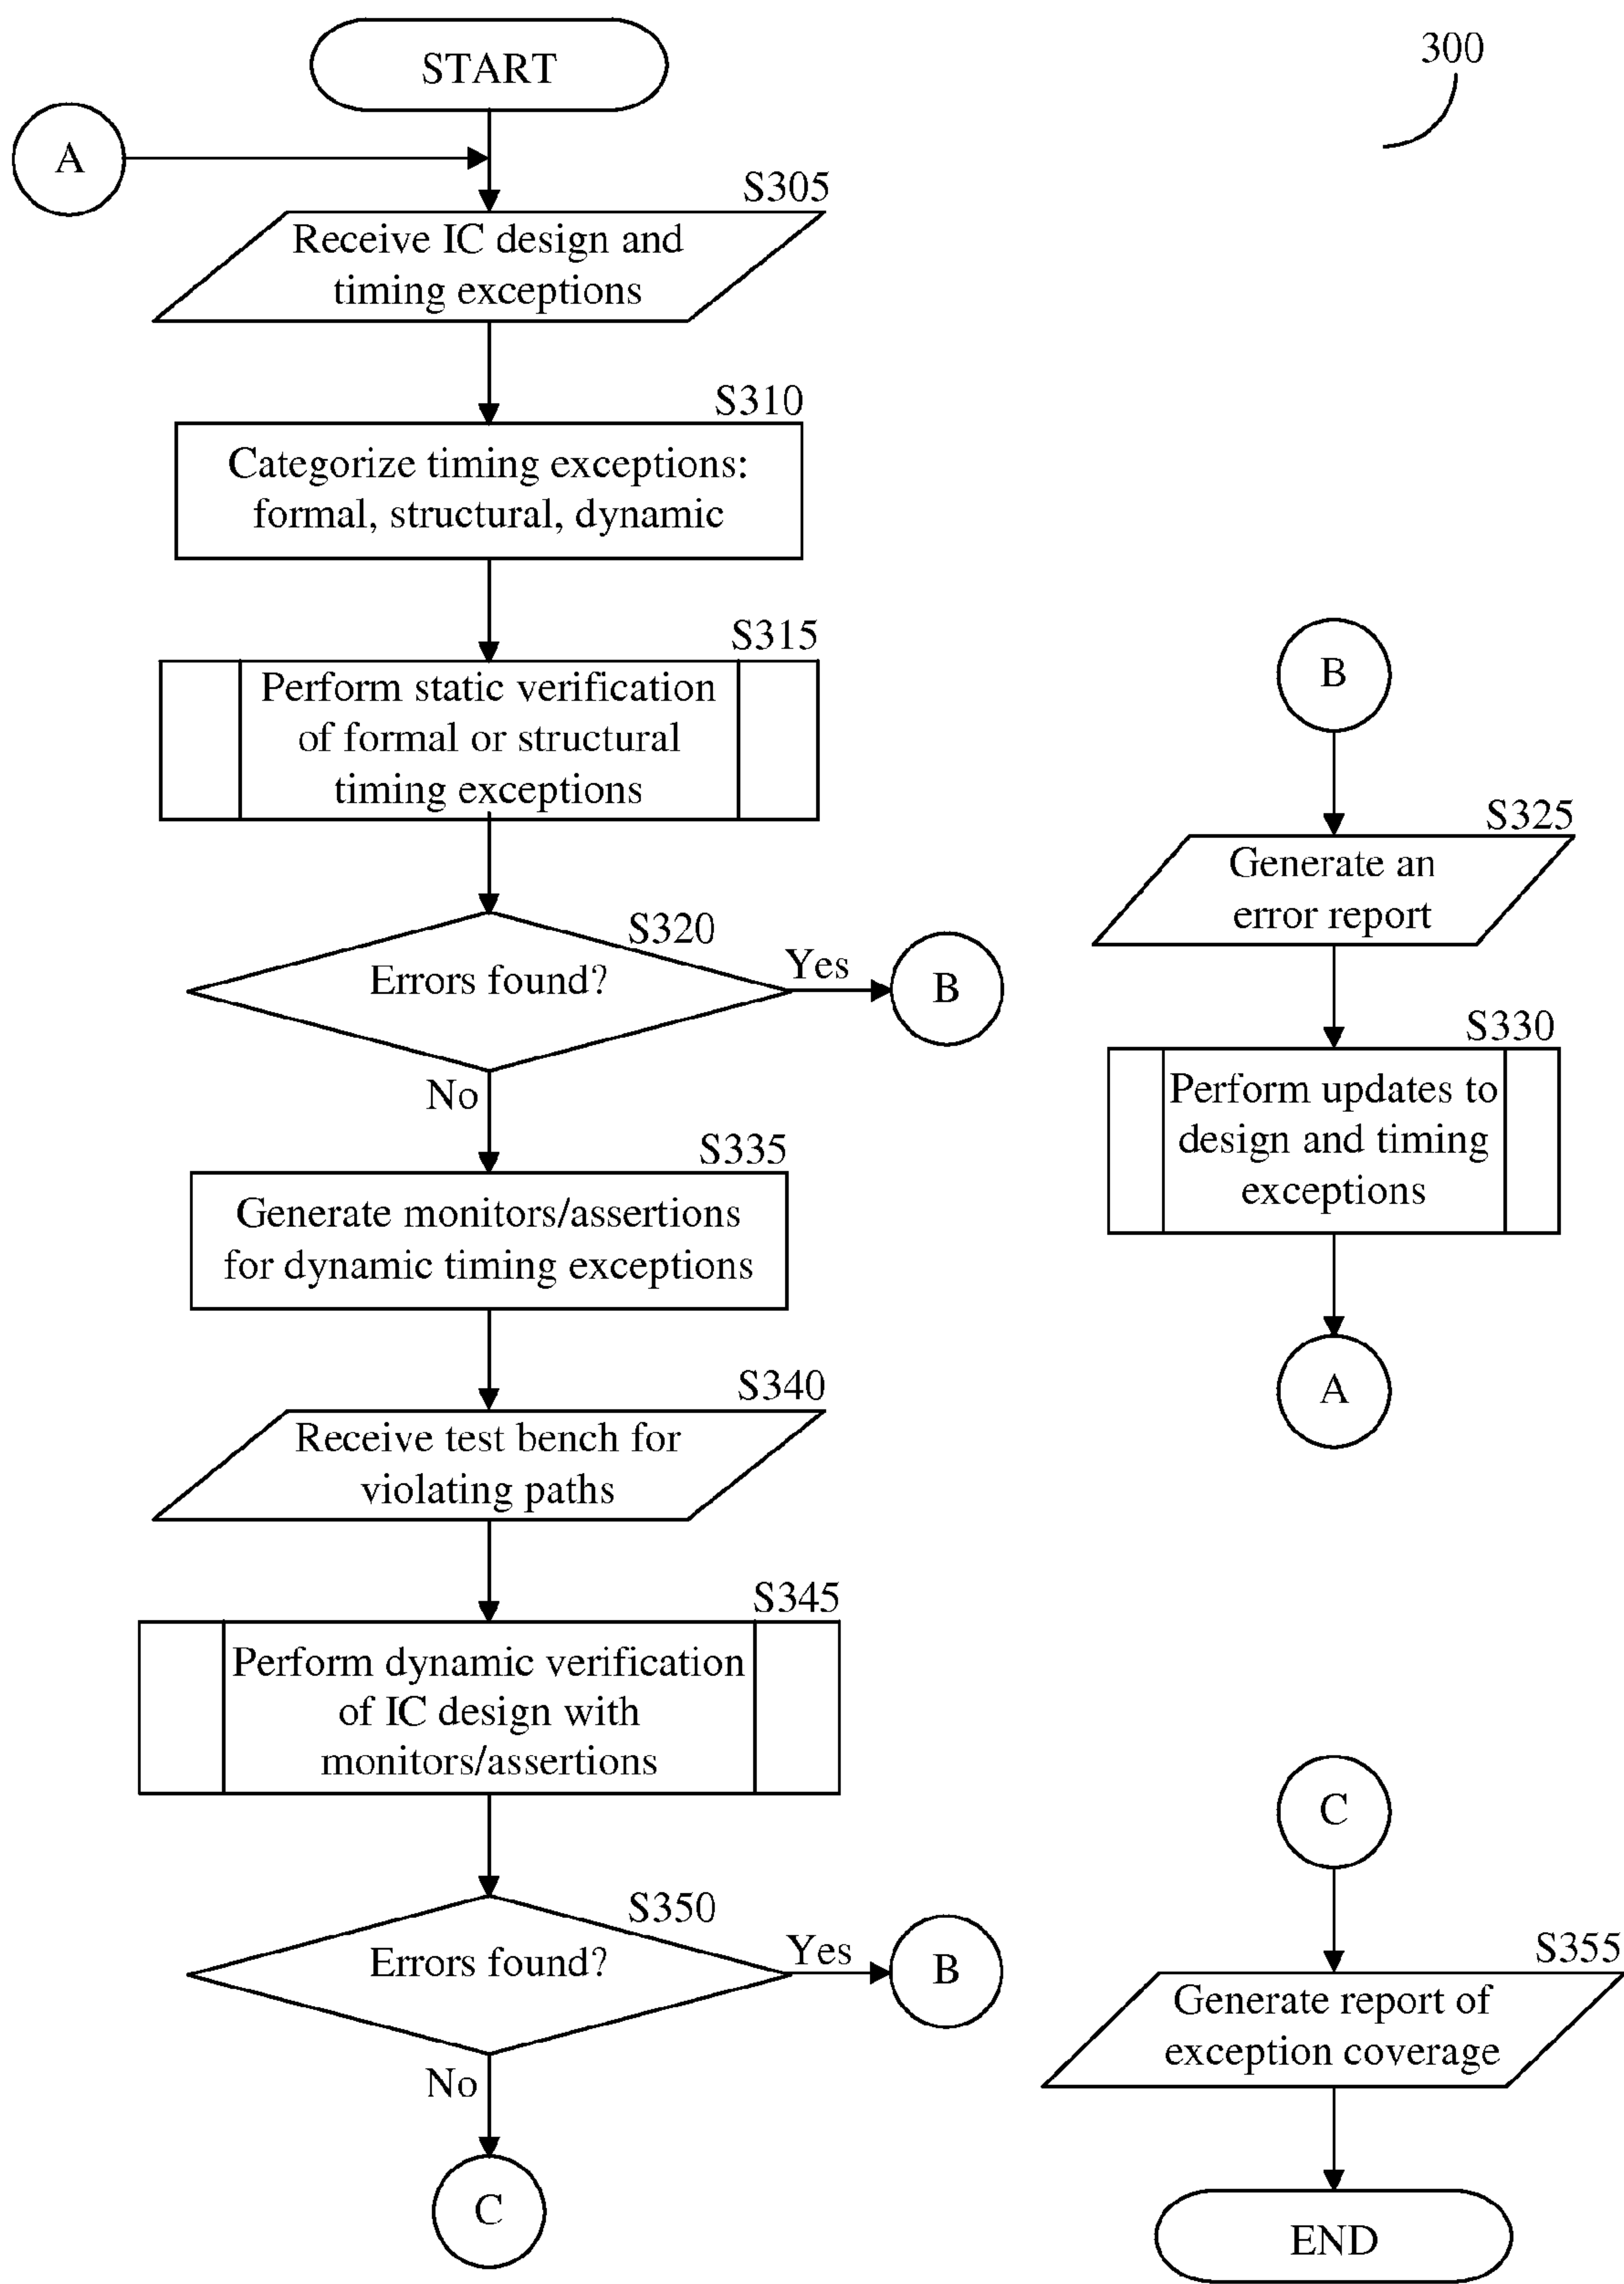 START
300
A
S305
Receive IC design and
timing exceptions
S310
Categorize timing exceptions:
formal, structural, dynamic
S315
Perform static verification
of formal or structural
timing exceptions
S320
Errors found?
Yes
B
No
S335
Generate monitors/assertions
for dynamic timing exceptions
S340
Receive test bench for
violating paths
S345
Perform dynamic verification
of IC design with
monitors/assertions
S350
Errors found?
Yes
B
No
C
B
S325
Generate an
error report
S330
Perform updates to
design and timing
exceptions
A
C
S355
Generate report of
exception coverage
END